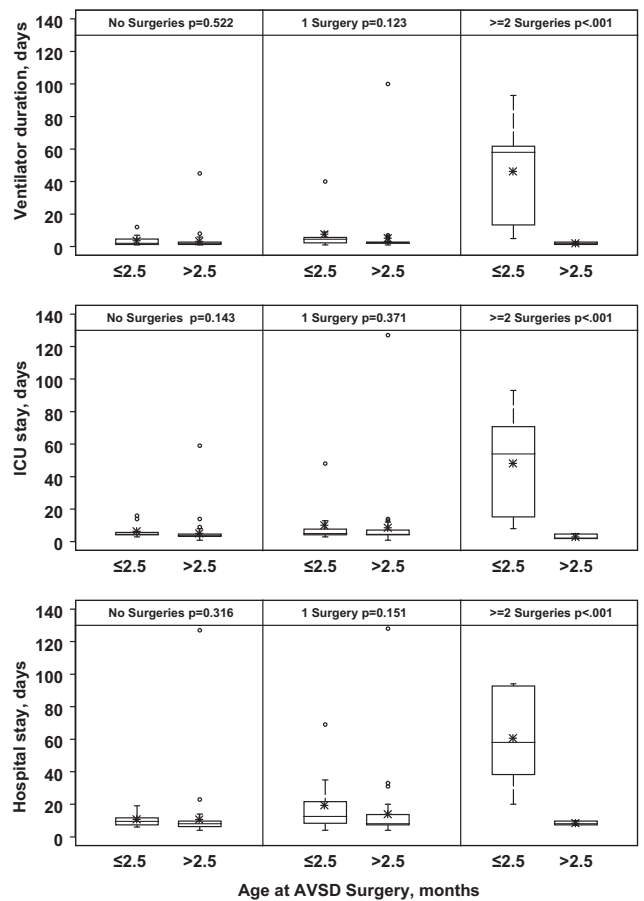 Ventilator duration, days
140
120
100
80
60
40
20
0
No Surgeries p=0.522
1 Surgery p=0.123
>=2 Surgeries p<.001
≤2.5 >2.5 ≤2.5 >2.5 ≤2.5 >2.5
ICU stay, days
140
120
100
80
60
40
20
0
No Surgeries p=0.143
1 Surgery p=0.371
>=2 Surgeries p<.001
≤2.5 >2.5 ≤2.5 >2.5 ≤2.5 >2.5
Hospital stay, days
140
120
100
80
60
40
20
0
No Surgeries p=0.316
1 Surgery p=0.151
>=2 Surgeries p<.001
≤2.5 >2.5 ≤2.5 >2.5 ≤2.5 >2.5
Age at AVSD Surgery, months